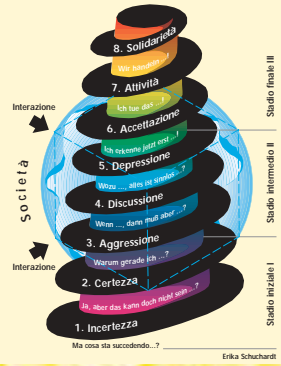 8. Solidarietà
Wir handeln ...!
7. Attività
Ich tue das ...!
Interazione
6. Accettazione
Ich erkenne jetzt erst ...!
5. Depressione
Wozu ..., alles ist sinnlos ...?
4. Discussione
Wenn ..., dann muß aber ...?
3. Aggressione
Warum gerade ich ...?
Interazione
2. Certezza
Ja, aber das kann doch nicht sein ...?
1. Incertezza
Ma cosa sta succedendo...?
Società
Stadio finale III
Stadio intermedio II
Stadio iniziale I
Erika Schuchardt